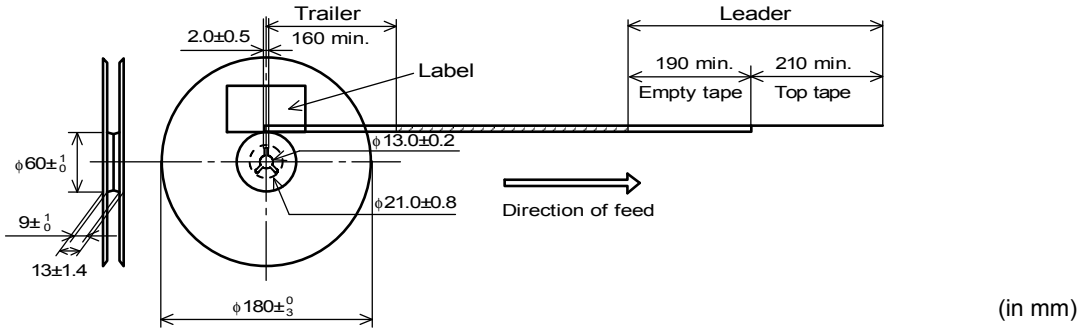 Trailer
Leader
2.0±0.5
160 min.
190 min.
210 min.
Label
Empty tape
Top tape
ϕ13.0±0.2
ϕ60±¹₀
ϕ21.0±0.8
Direction of feed
9±¹₀
13±1.4
ϕ180±⁰₃
(in mm)